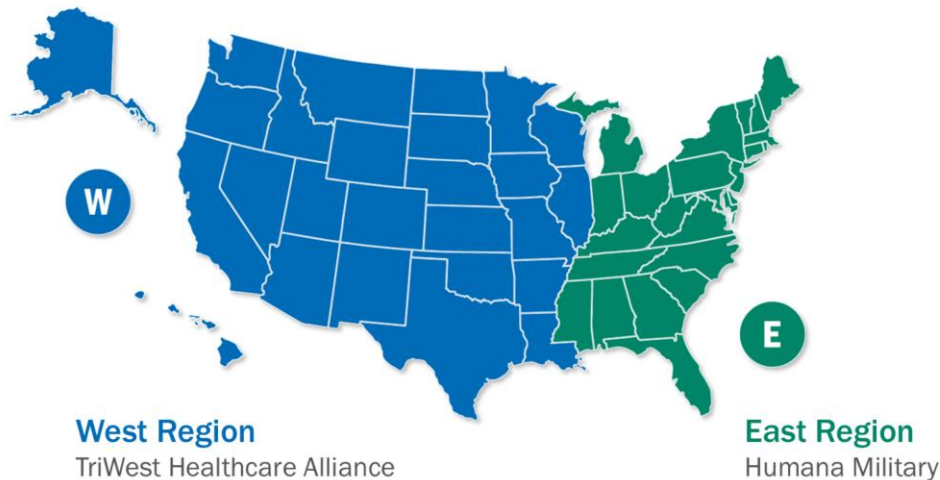 W
E
West Region
TriWest Healthcare Alliance
East Region
Humana Military